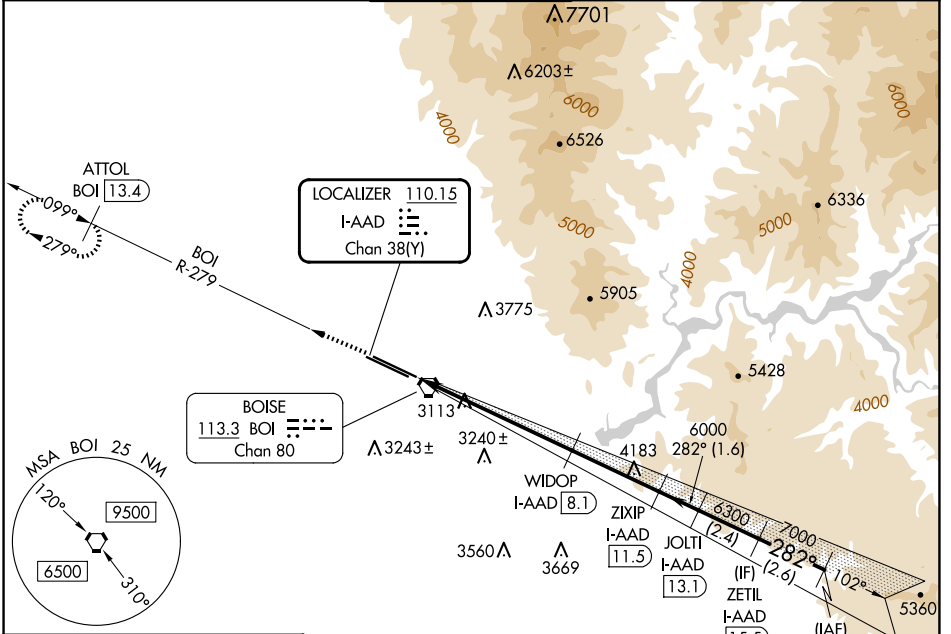 7701
6203±
6000
6000
4000
6526
ATTOL
BOI 13.4
LOCALIZER 110.15
I-AAD
Chan 38(Y)
6336
099°
279°
5000
5000
BOI
R-279
4000
5905
3775
5428
BOISE
113.3 BOI
Chan 80
3113
4000
3243±
3240±
4183
6000
282° (1.6)
MSA BOI 25 NM
120°
9500
6500
310°
WIDOP
I-AAD 8.1
ZIXIP
I-AAD
11.5
6300
(2.4)
7000
282°
(2.6)
102°
3560
3669
JOLTI
I-AAD
13.1
(IF)
ZETIL
I-AAD
15.5
(IAF)
5360